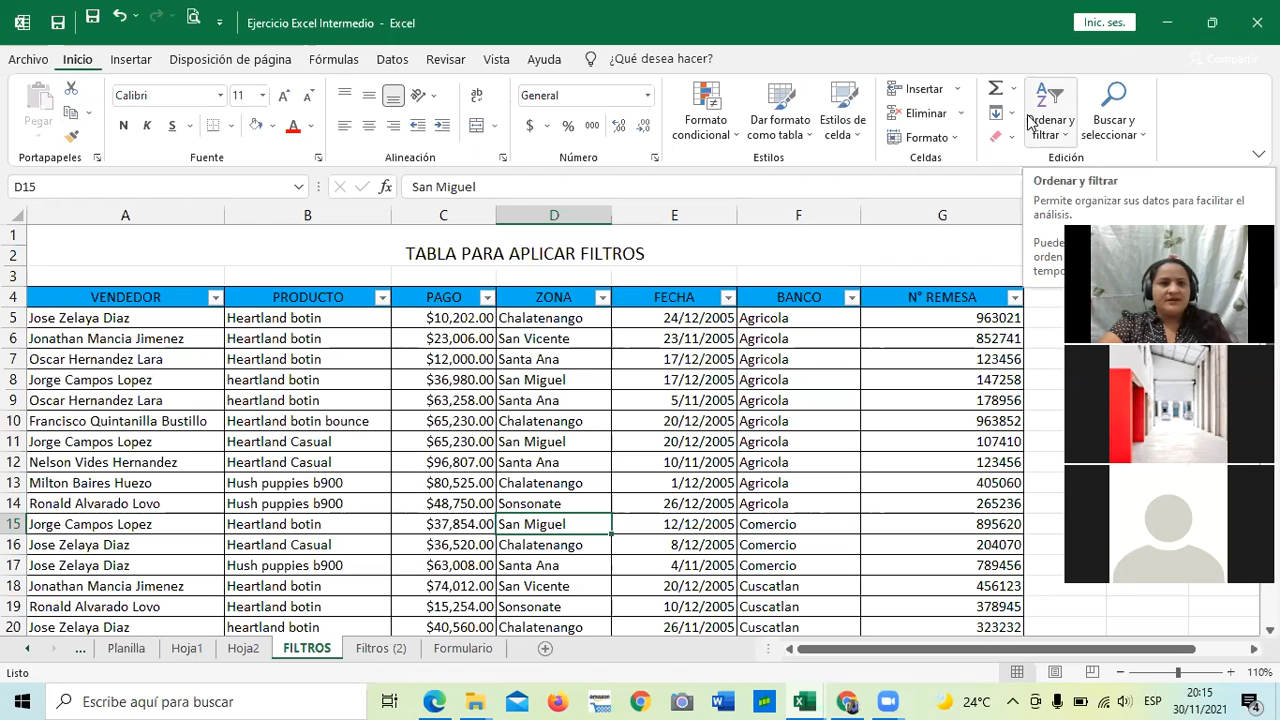 Ejercicio Excel Intermedio - Excel
Inic. ses.
Archivo Inicio Insertar Disposición de página Fórmulas Datos Revisar Vista Ayuda ¿Qué desea hacer? Compartir
Pegar
Calibri 11
N K S
General
Formato condicional
Dar formato como tabla
Estilos de celda
Insertar
Eliminar
Formato
Ordenar y filtrar
Buscar y seleccionar
Portapapeles Fuente Alineación Número Estilos Celdas Edición
D15 fx San Miguel
Ordenar y filtrar
Permite organizar sus datos para facilitar el
análisis.
Puede
orden
temp
A B C D E F G
1
2 TABLA PARA APLICAR FILTROS
3
4 VENDEDOR PRODUCTO PAGO ZONA FECHA BANCO N° REMESA
5 Jose Zelaya Diaz Heartland botin $10,202.00 Chalatenango 24/12/2005 Agricola 963021
6 Jonathan Mancia Jimenez Heartland botin $23,006.00 San Vicente 23/11/2005 Agricola 852741
7 Oscar Hernandez Lara Heartland botin $12,000.00 Santa Ana 17/12/2005 Agricola 123456
8 Jorge Campos Lopez heartland botin $36,980.00 San Miguel 17/12/2005 Agricola 147258
9 Oscar Hernandez Lara heartland botin $63,258.00 Santa Ana 5/11/2005 Agricola 178956
10 Francisco Quintanilla Bustillo Heartland botin bounce $65,230.00 Chalatenango 20/12/2005 Agricola 963852
11 Jorge Campos Lopez Heartland Casual $65,230.00 San Miguel 20/12/2005 Agricola 107410
12 Nelson Vides Hernandez Heartland Casual $96,807.00 Santa Ana 10/11/2005 Agricola 123456
13 Milton Baires Huezo Hush puppies b900 $80,525.00 Chalatenango 1/12/2005 Agricola 405060
14 Ronald Alvarado Lovo Hush puppies b900 $48,750.00 Sonsonate 26/12/2005 Agricola 265236
15 Jorge Campos Lopez Heartland botin $37,854.00 San Miguel 12/12/2005 Comercio 895620
16 Jose Zelaya Diaz Heartland Casual $36,520.00 Chalatenango 8/12/2005 Comercio 204070
17 Jose Zelaya Diaz Hush puppies b900 $63,008.00 Santa Ana 4/11/2005 Comercio 789456
18 Jonathan Mancia Jimenez Heartland botin $74,012.00 San Vicente 20/12/2005 Cuscatlan 456123
19 Ronald Alvarado Lovo Heartland botin $15,254.00 Sonsonate 10/12/2005 Cuscatlan 378945
20 Jose Zelaya Diaz heartland botin $40,560.00 Chalatenango 26/11/2005 Cuscatlan 323232
... Planilla Hoja1 Hoja2 FILTROS Filtros (2) Formulario
Listo 110%
Escribe aquí para buscar
24°C ESP 20:15
30/11/2021 4